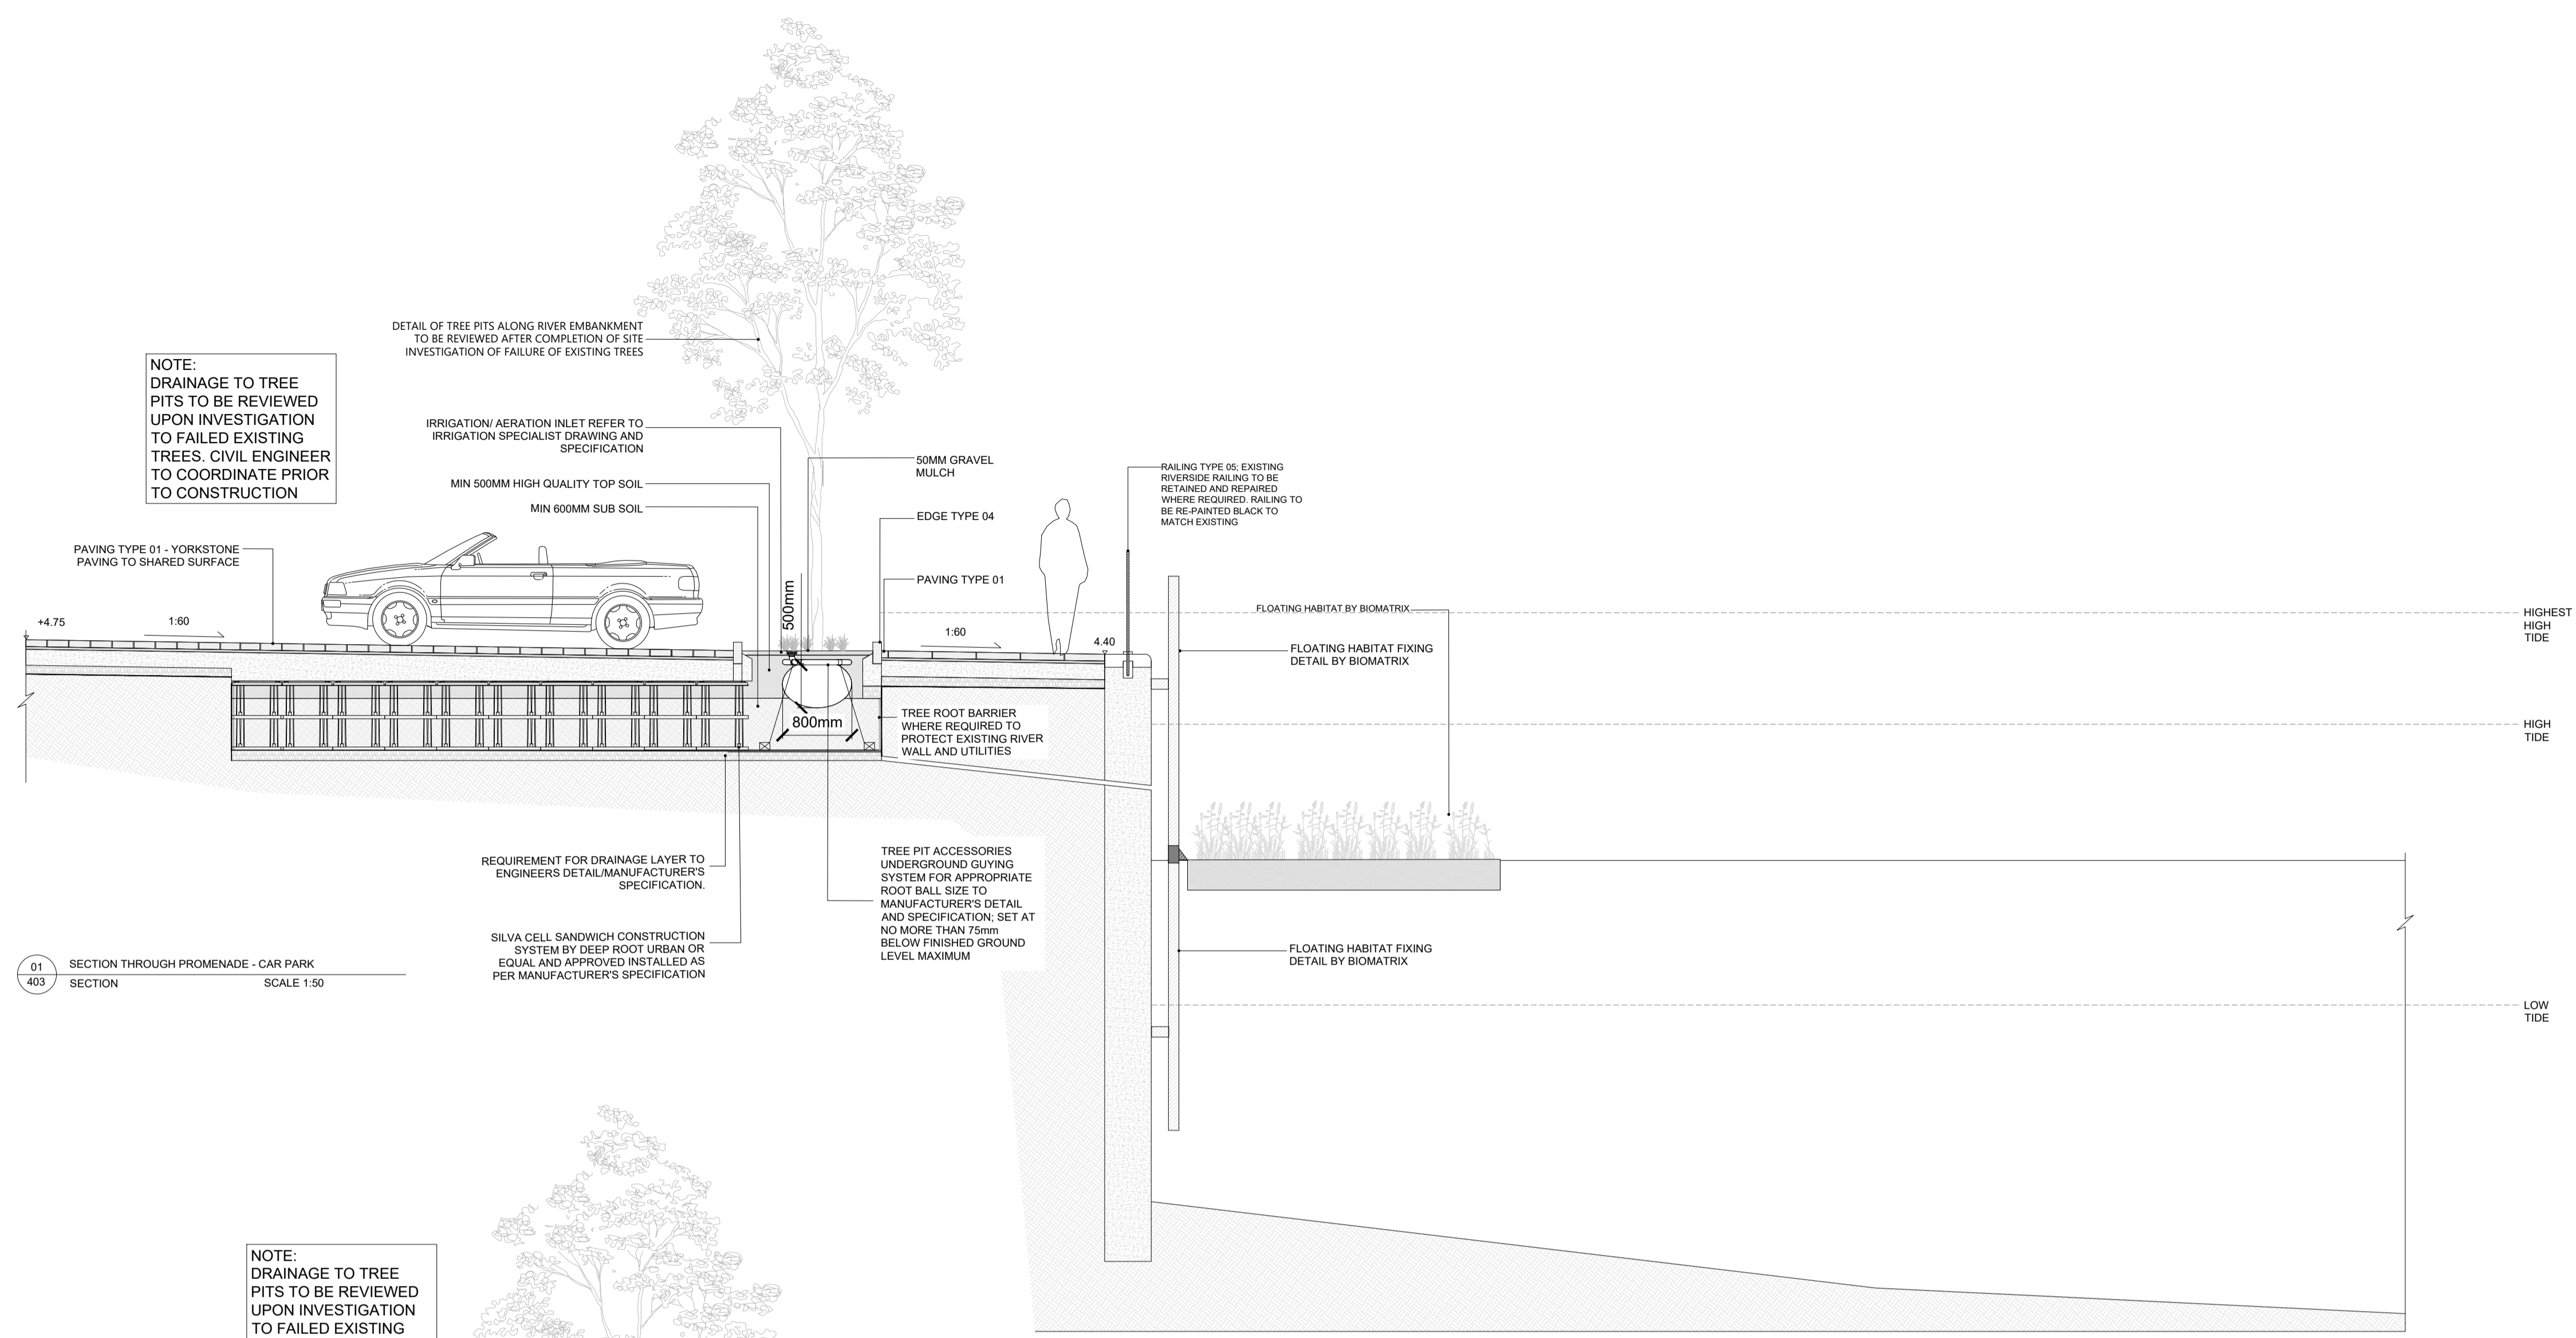 DETAIL OF TREE PITS ALONG RIVER EMBANKMENT
TO BE REVIEWED AFTER COMPLETION OF SITE
INVESTIGATION OF FAILURE OF EXISTING TREES
NOTE:
DRAINAGE TO TREE
PITS TO BE REVIEWED
UPON INVESTIGATION
TO FAILED EXISTING
TREES. CIVIL ENGINEER
TO COORDINATE PRIOR
TO CONSTRUCTION
IRRIGATION/ AERATION INLET REFER TO
IRRIGATION SPECIALIST DRAWING AND
SPECIFICATION
MIN 500MM HIGH QUALITY TOP SOIL
MIN 600MM SUB SOIL
50MM GRAVEL
MULCH
EDGE TYPE 04
PAVING TYPE 01
RAILING TYPE 05; EXISTING
RIVERSIDE RAILING TO BE
RETAINED AND REPAIRED
WHERE REQUIRED. RAILING TO
BE RE-PAINTED BLACK TO
MATCH EXISTING
PAVING TYPE 01 - YORKSTONE
PAVING TO SHARED SURFACE
+4.75
1:60
500mm
1:60
4.40
800mm
FLOATING HABITAT BY BIOMATRIX
FLOATING HABITAT FIXING
DETAIL BY BIOMATRIX
HIGHEST
HIGH
TIDE
HIGH
TIDE
TREE ROOT BARRIER
WHERE REQUIRED TO
PROTECT EXISTING RIVER
WALL AND UTILITIES
REQUIREMENT FOR DRAINAGE LAYER TO
ENGINEERS DETAIL/MANUFACTURER'S
SPECIFICATION.
SILVA CELL SANDWICH CONSTRUCTION
SYSTEM BY DEEP ROOT URBAN OR
EQUAL AND APPROVED INSTALLED AS
PER MANUFACTURER'S SPECIFICATION
TREE PIT ACCESSORIES
UNDERGROUND GUYING
SYSTEM FOR APPROPRIATE
ROOT BALL SIZE TO
MANUFACTURER'S DETAIL
AND SPECIFICATION; SET AT
NO MORE THAN 75mm
BELOW FINISHED GROUND
LEVEL MAXIMUM
FLOATING HABITAT FIXING
DETAIL BY BIOMATRIX
LOW
TIDE
01
403
SECTION THROUGH PROMENADE - CAR PARK
SECTION SCALE 1:50
NOTE:
DRAINAGE TO TREE
PITS TO BE REVIEWED
UPON INVESTIGATION
TO FAILED EXISTING